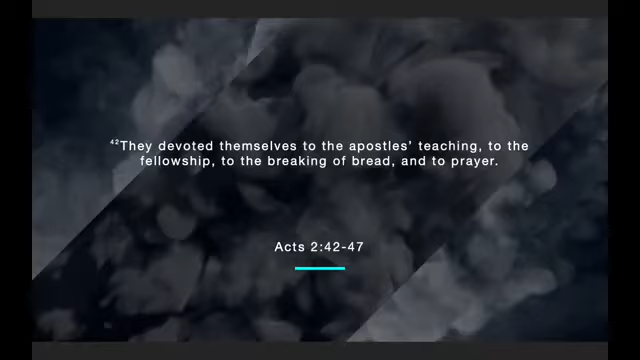 ⁴²They devoted themselves to the apostles’ teaching, to the
fellowship, to the breaking of bread, and to prayer.
Acts 2:42-47